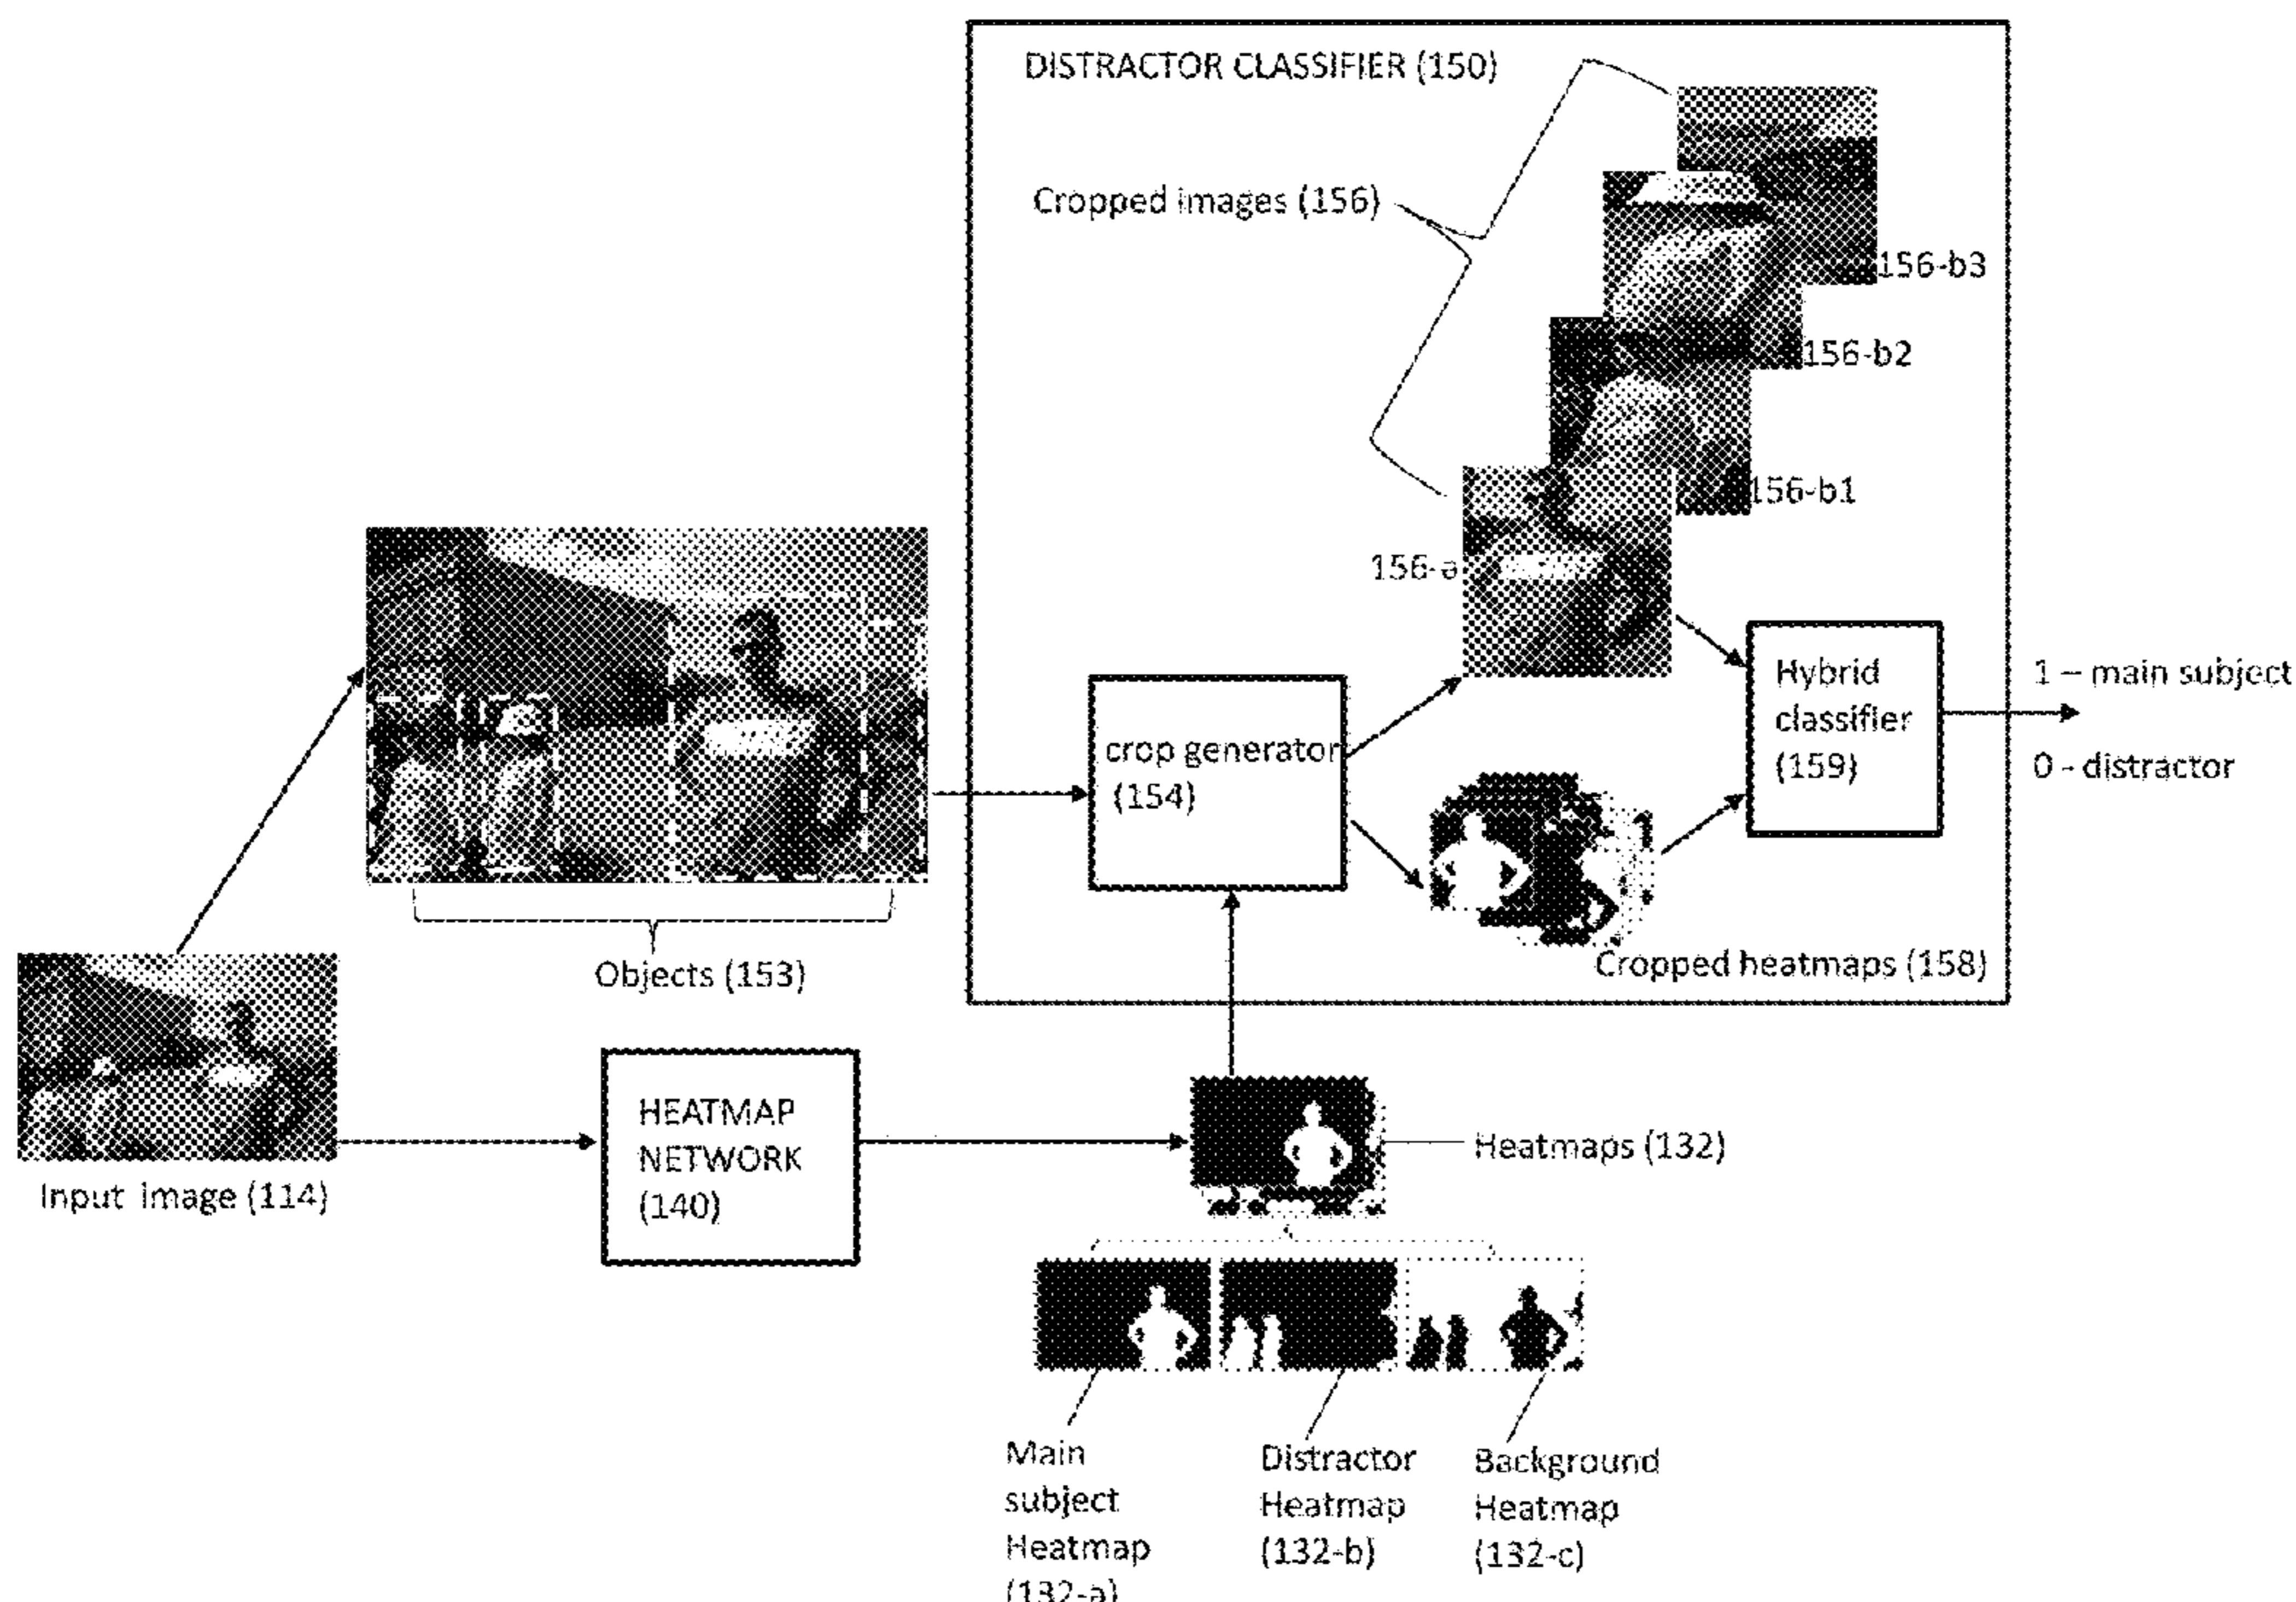 DISTRACTOR CLASSIFIER (150)
Cropped images (156)
156-b3
156-b2
156-b1
156-a
Hybrid
classifier
(159)
1 – main subject
0 - distractor
crop generator
(154)
Cropped heatmaps (158)
Objects (153)
Input image (114)
HEATMAP
NETWORK
(140)
Heatmaps (132)
Main
subject
Heatmap
(132-a)
Distractor
Heatmap
(132-b)
Background
Heatmap
(132-c)